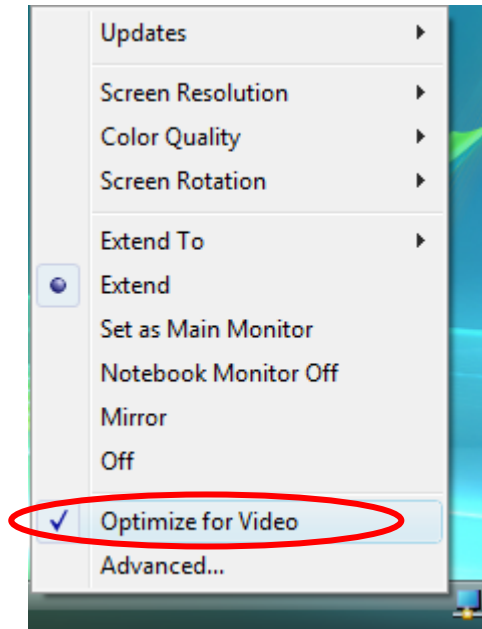 Updates
Screen Resolution
Color Quality
Screen Rotation
Extend To
Extend
Set as Main Monitor
Notebook Monitor Off
Mirror
Off
Optimize for Video
Advanced...